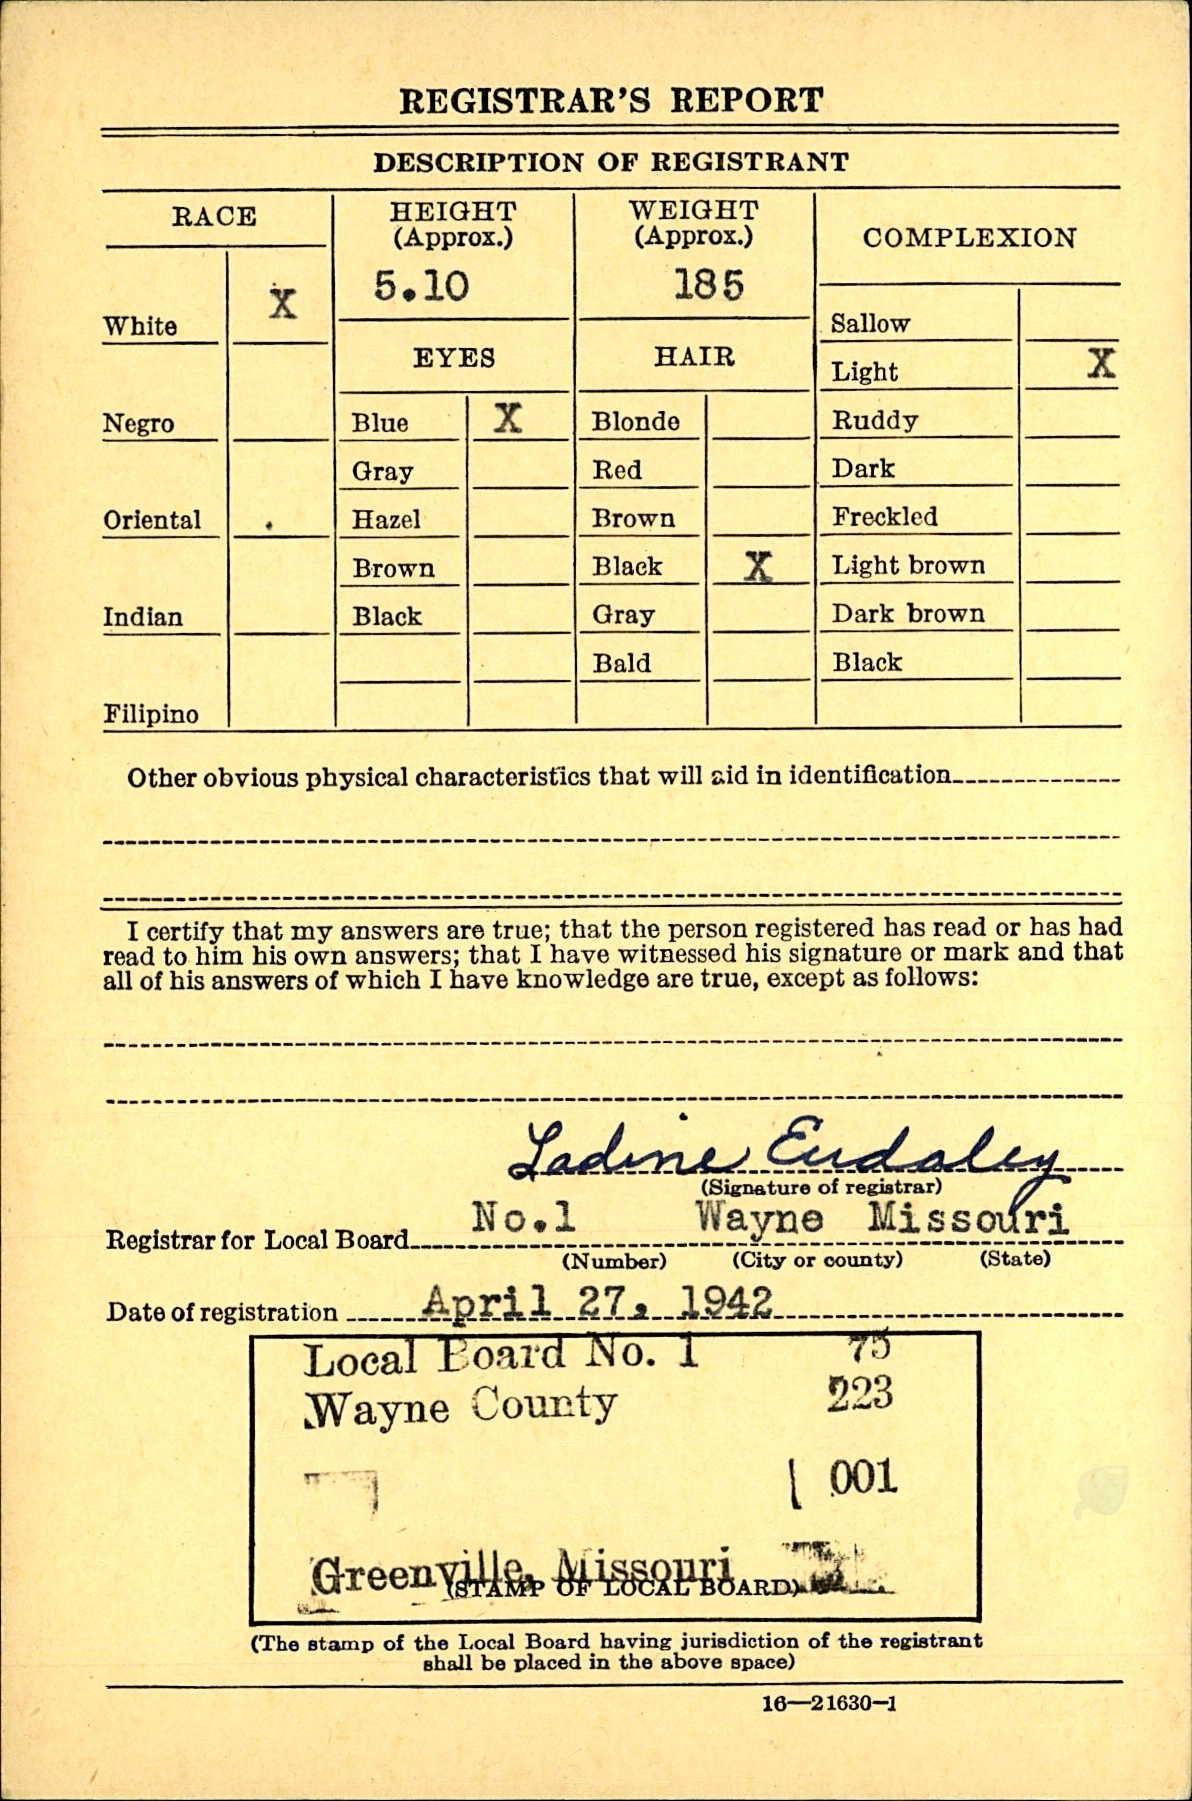 REGISTRAR'S REPORT
DESCRIPTION OF REGISTRANT
RACE
HEIGHT
(Approx.)
WEIGHT
(Approx.)
COMPLEXION
5.10
185
White X
Sallow
EYES
HAIR
Light X
Negro
Blue X
Blonde
Ruddy
Gray
Red
Dark
Oriental
Hazel
Brown
Freckled
Brown
Black X
Light brown
Indian
Black
Gray
Dark brown
Bald
Black
Filipino
Other obvious physical characteristics that will aid in identification
I certify that my answers are true; that the person registered has read or has had
read to him his own answers; that I have witnessed his signature or mark and that
all of his answers of which I have knowledge are true, except as follows:
Ladine Eudaley
(Signature of registrar)
Registrar for Local Board No.1 Wayne Missouri
(Number) (City or county) (State)
Date of registration April 27, 1942
Local Board No. 1 75
Wayne County 223
001
Greenville, Missouri
(STAMP OF LOCAL BOARD)
(The stamp of the Local Board having jurisdiction of the registrant
shall be placed in the above space)
16—21630-1